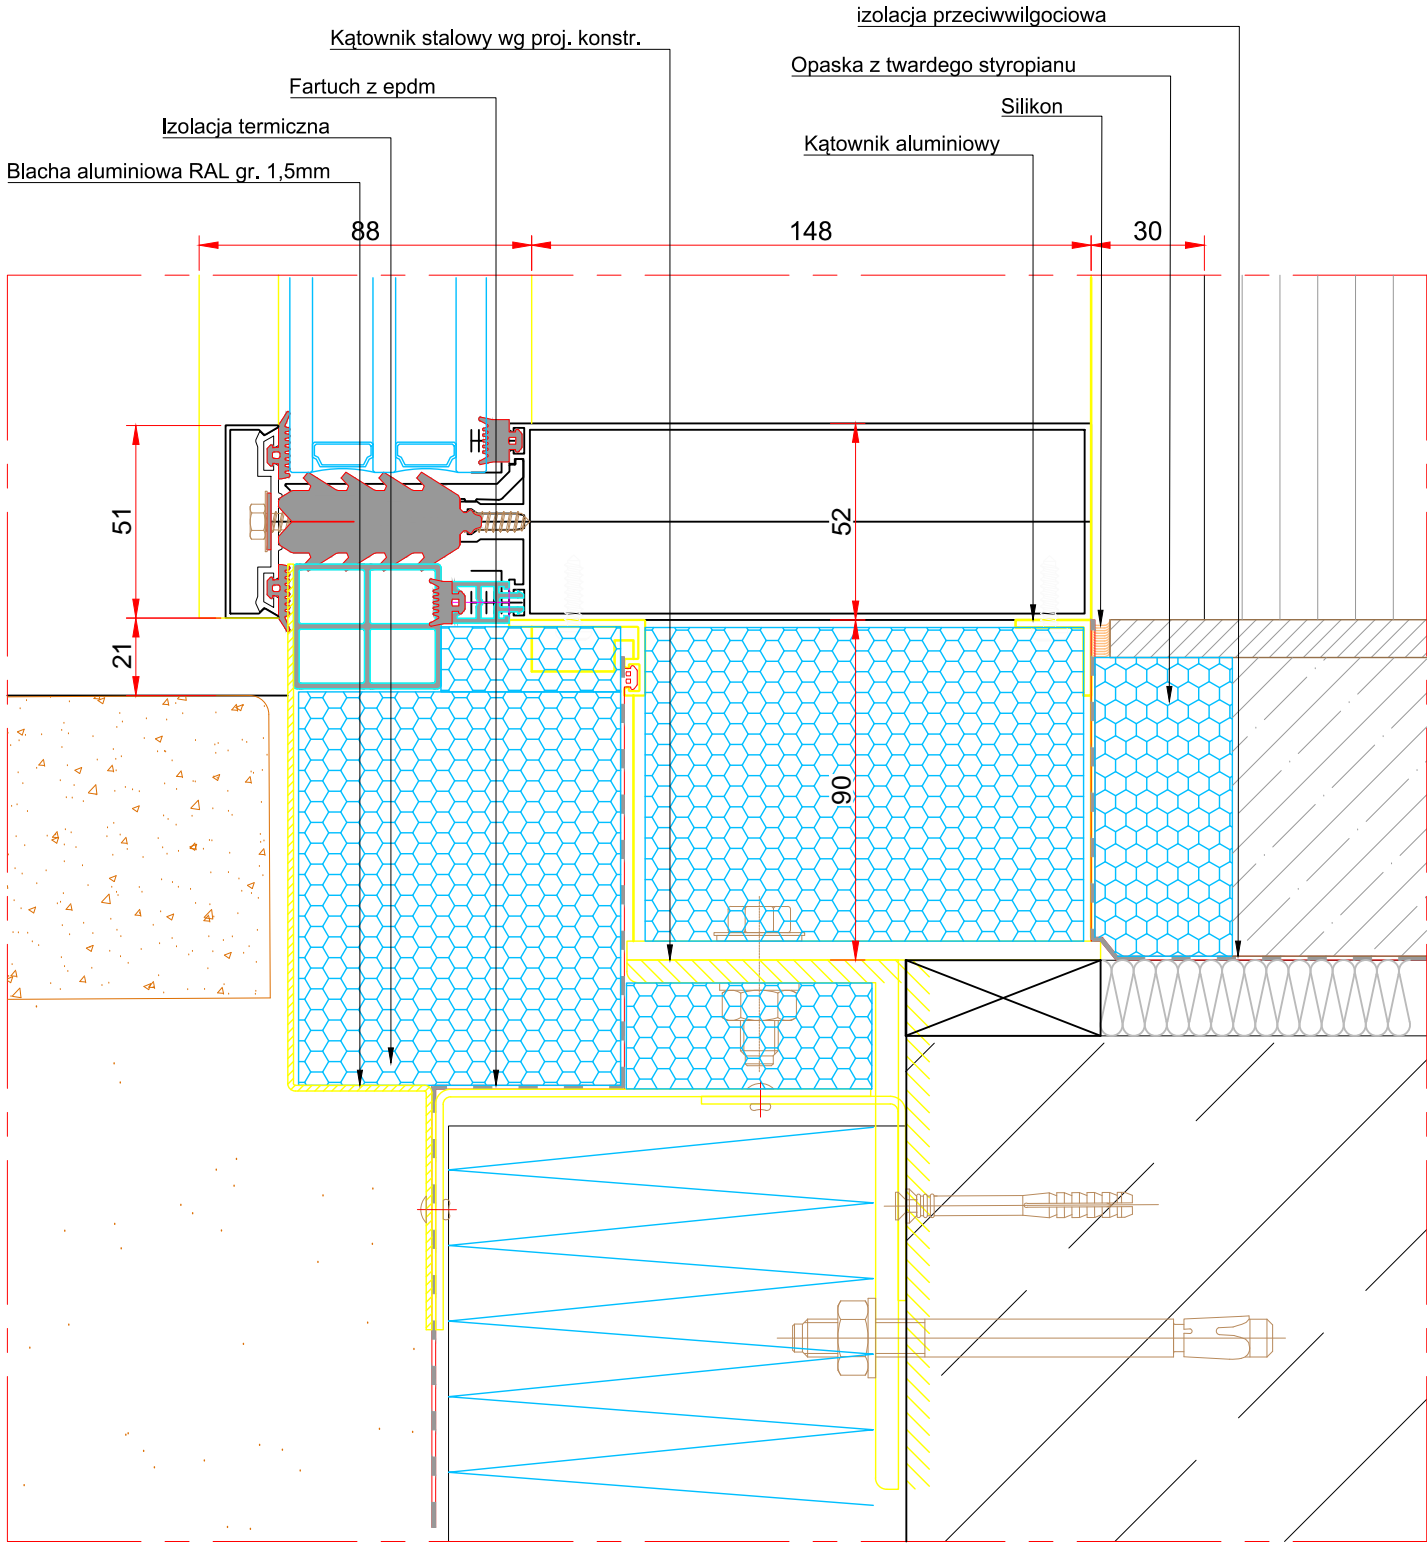 izolacja przeciwwilgociowa
Kątownik stalowy wg proj. konstr.
Opaska z twardego styropianu
Fartuch z epdm
Silikon
Izolacja termiczna
Kątownik aluminiowy
Blacha aluminiowa RAL gr. 1,5mm
88
148
30
51
52
21
90